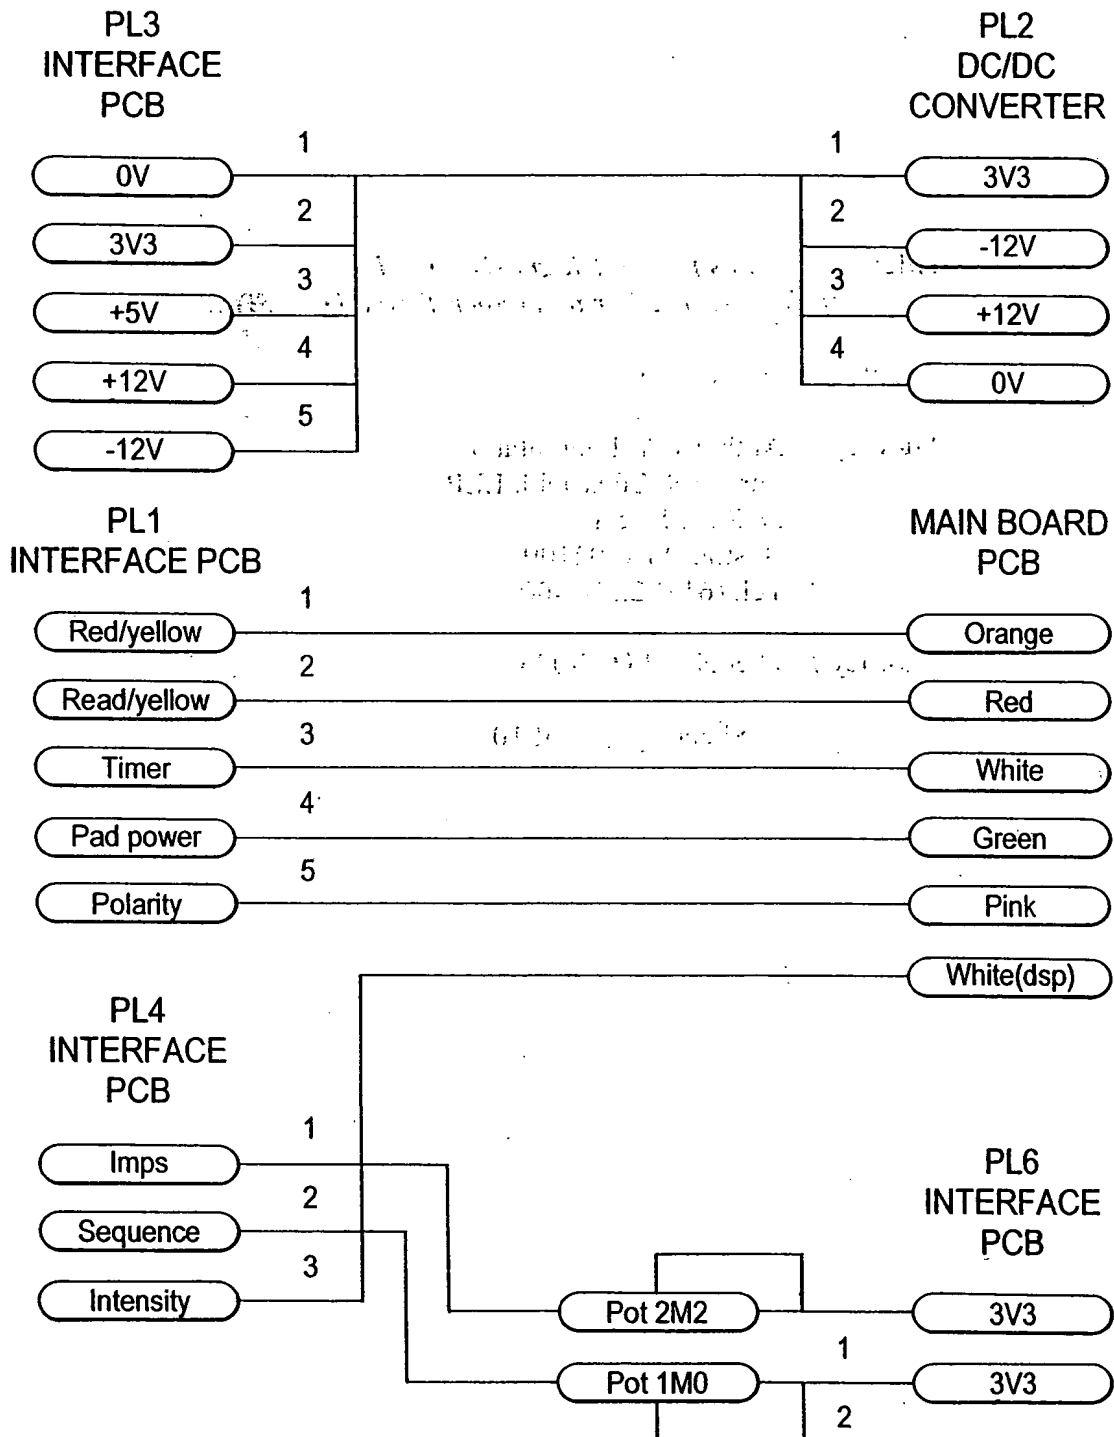 PL3
INTERFACE
PCB
PL2
DC/DC
CONVERTER
1
1
0V
3V3
2
2
3V3
-12V
3
3
+5V
+12V
4
4
+12V
0V
5
-12V
PL1
INTERFACE PCB
MAIN BOARD
PCB
1
Red/yellow
Orange
2
Read/yellow
Red
3
Timer
White
4
Pad power
Green
5
Polarity
Pink
White(dsp)
PL4
INTERFACE
PCB
1
Imps
2
Sequence
3
Intensity
PL6
INTERFACE
PCB
Pot 2M2
3V3
1
Pot 1M0
3V3
2